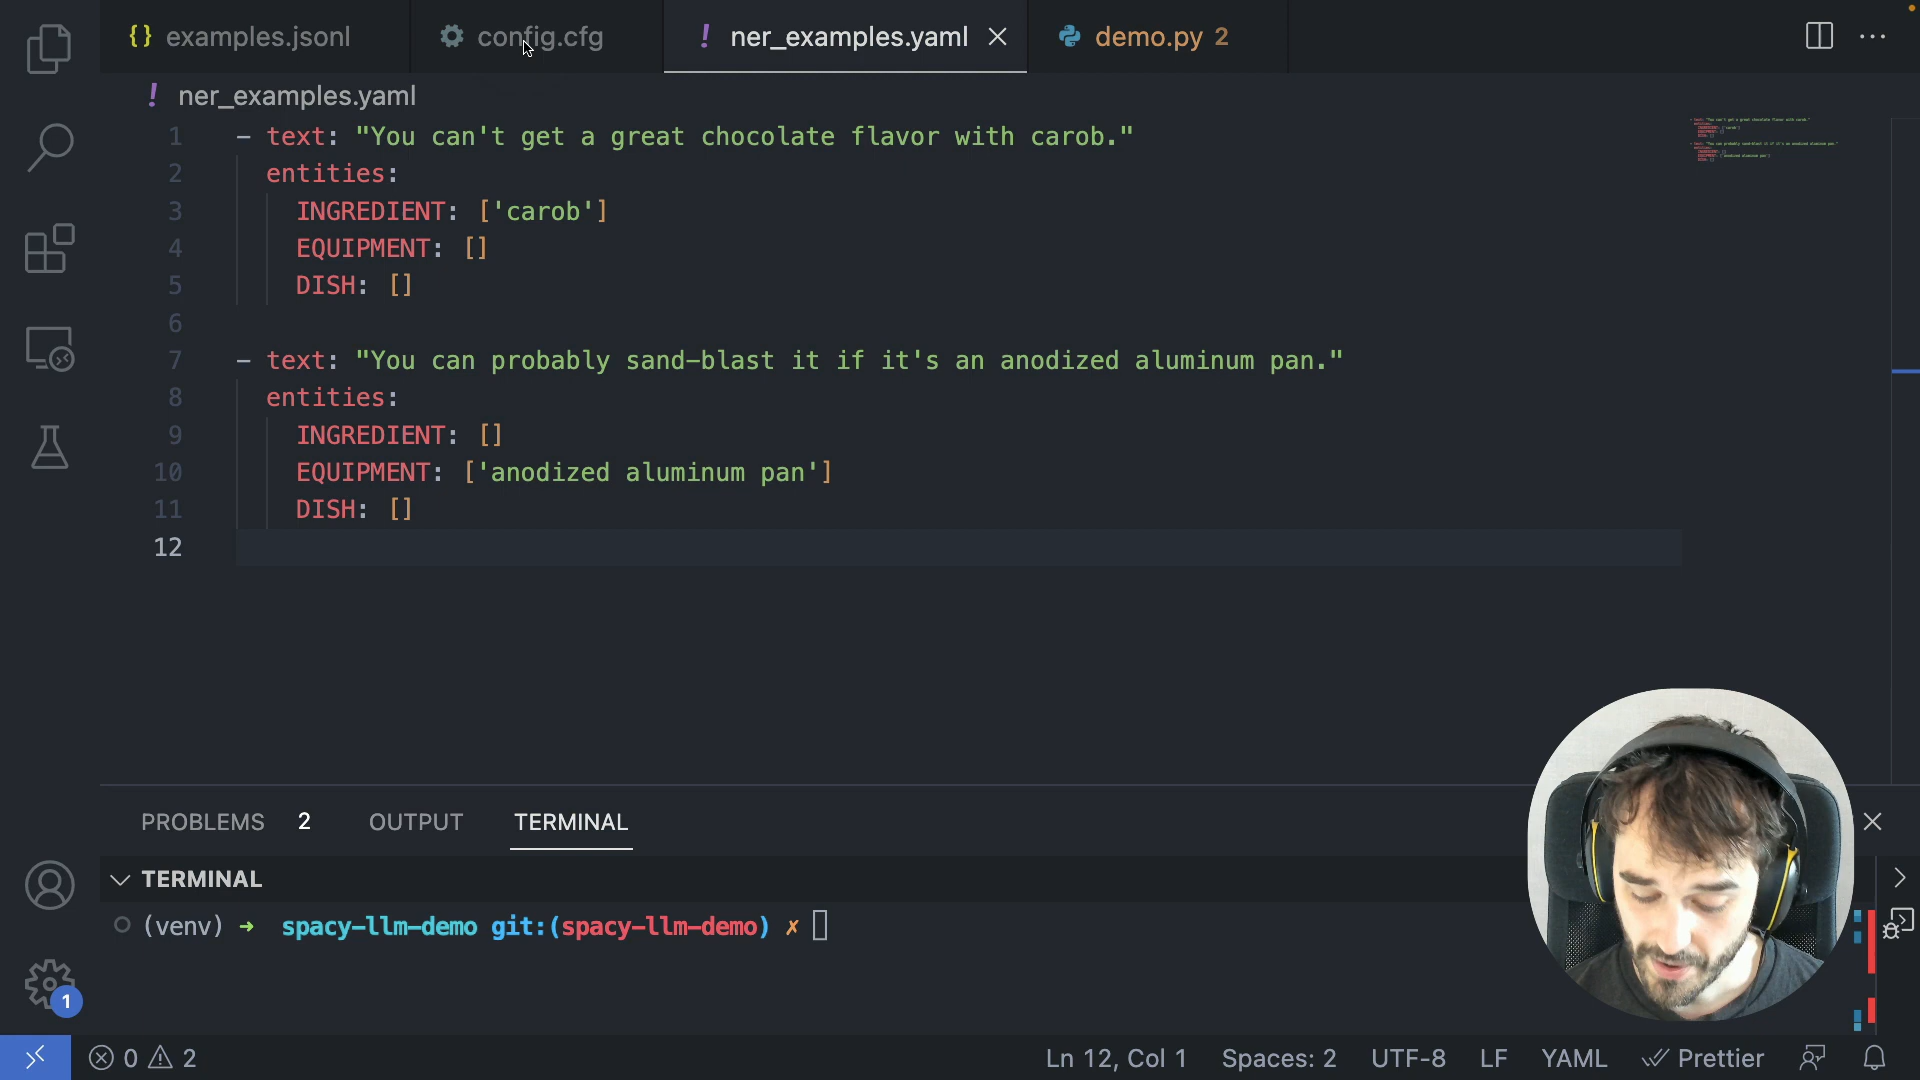 {} examples.jsonl config.cfg ! ner_examples.yaml demo.py 2
! ner_examples.yaml
1 - text: "You can't get a great chocolate flavor with carob."
2 entities:
3 INGREDIENT: ['carob']
4 EQUIPMENT: []
5 DISH: []
6
7 - text: "You can probably sand-blast it if it's an anodized aluminum pan."
8 entities:
9 INGREDIENT: []
10 EQUIPMENT: ['anodized aluminum pan']
11 DISH: []
12
PROBLEMS 2 OUTPUT TERMINAL
TERMINAL
(venv) ➜ spacy-llm-demo git:(spacy-llm-demo) ✗
1
0 2 Ln 12, Col 1 Spaces: 2 UTF-8 LF YAML Prettier